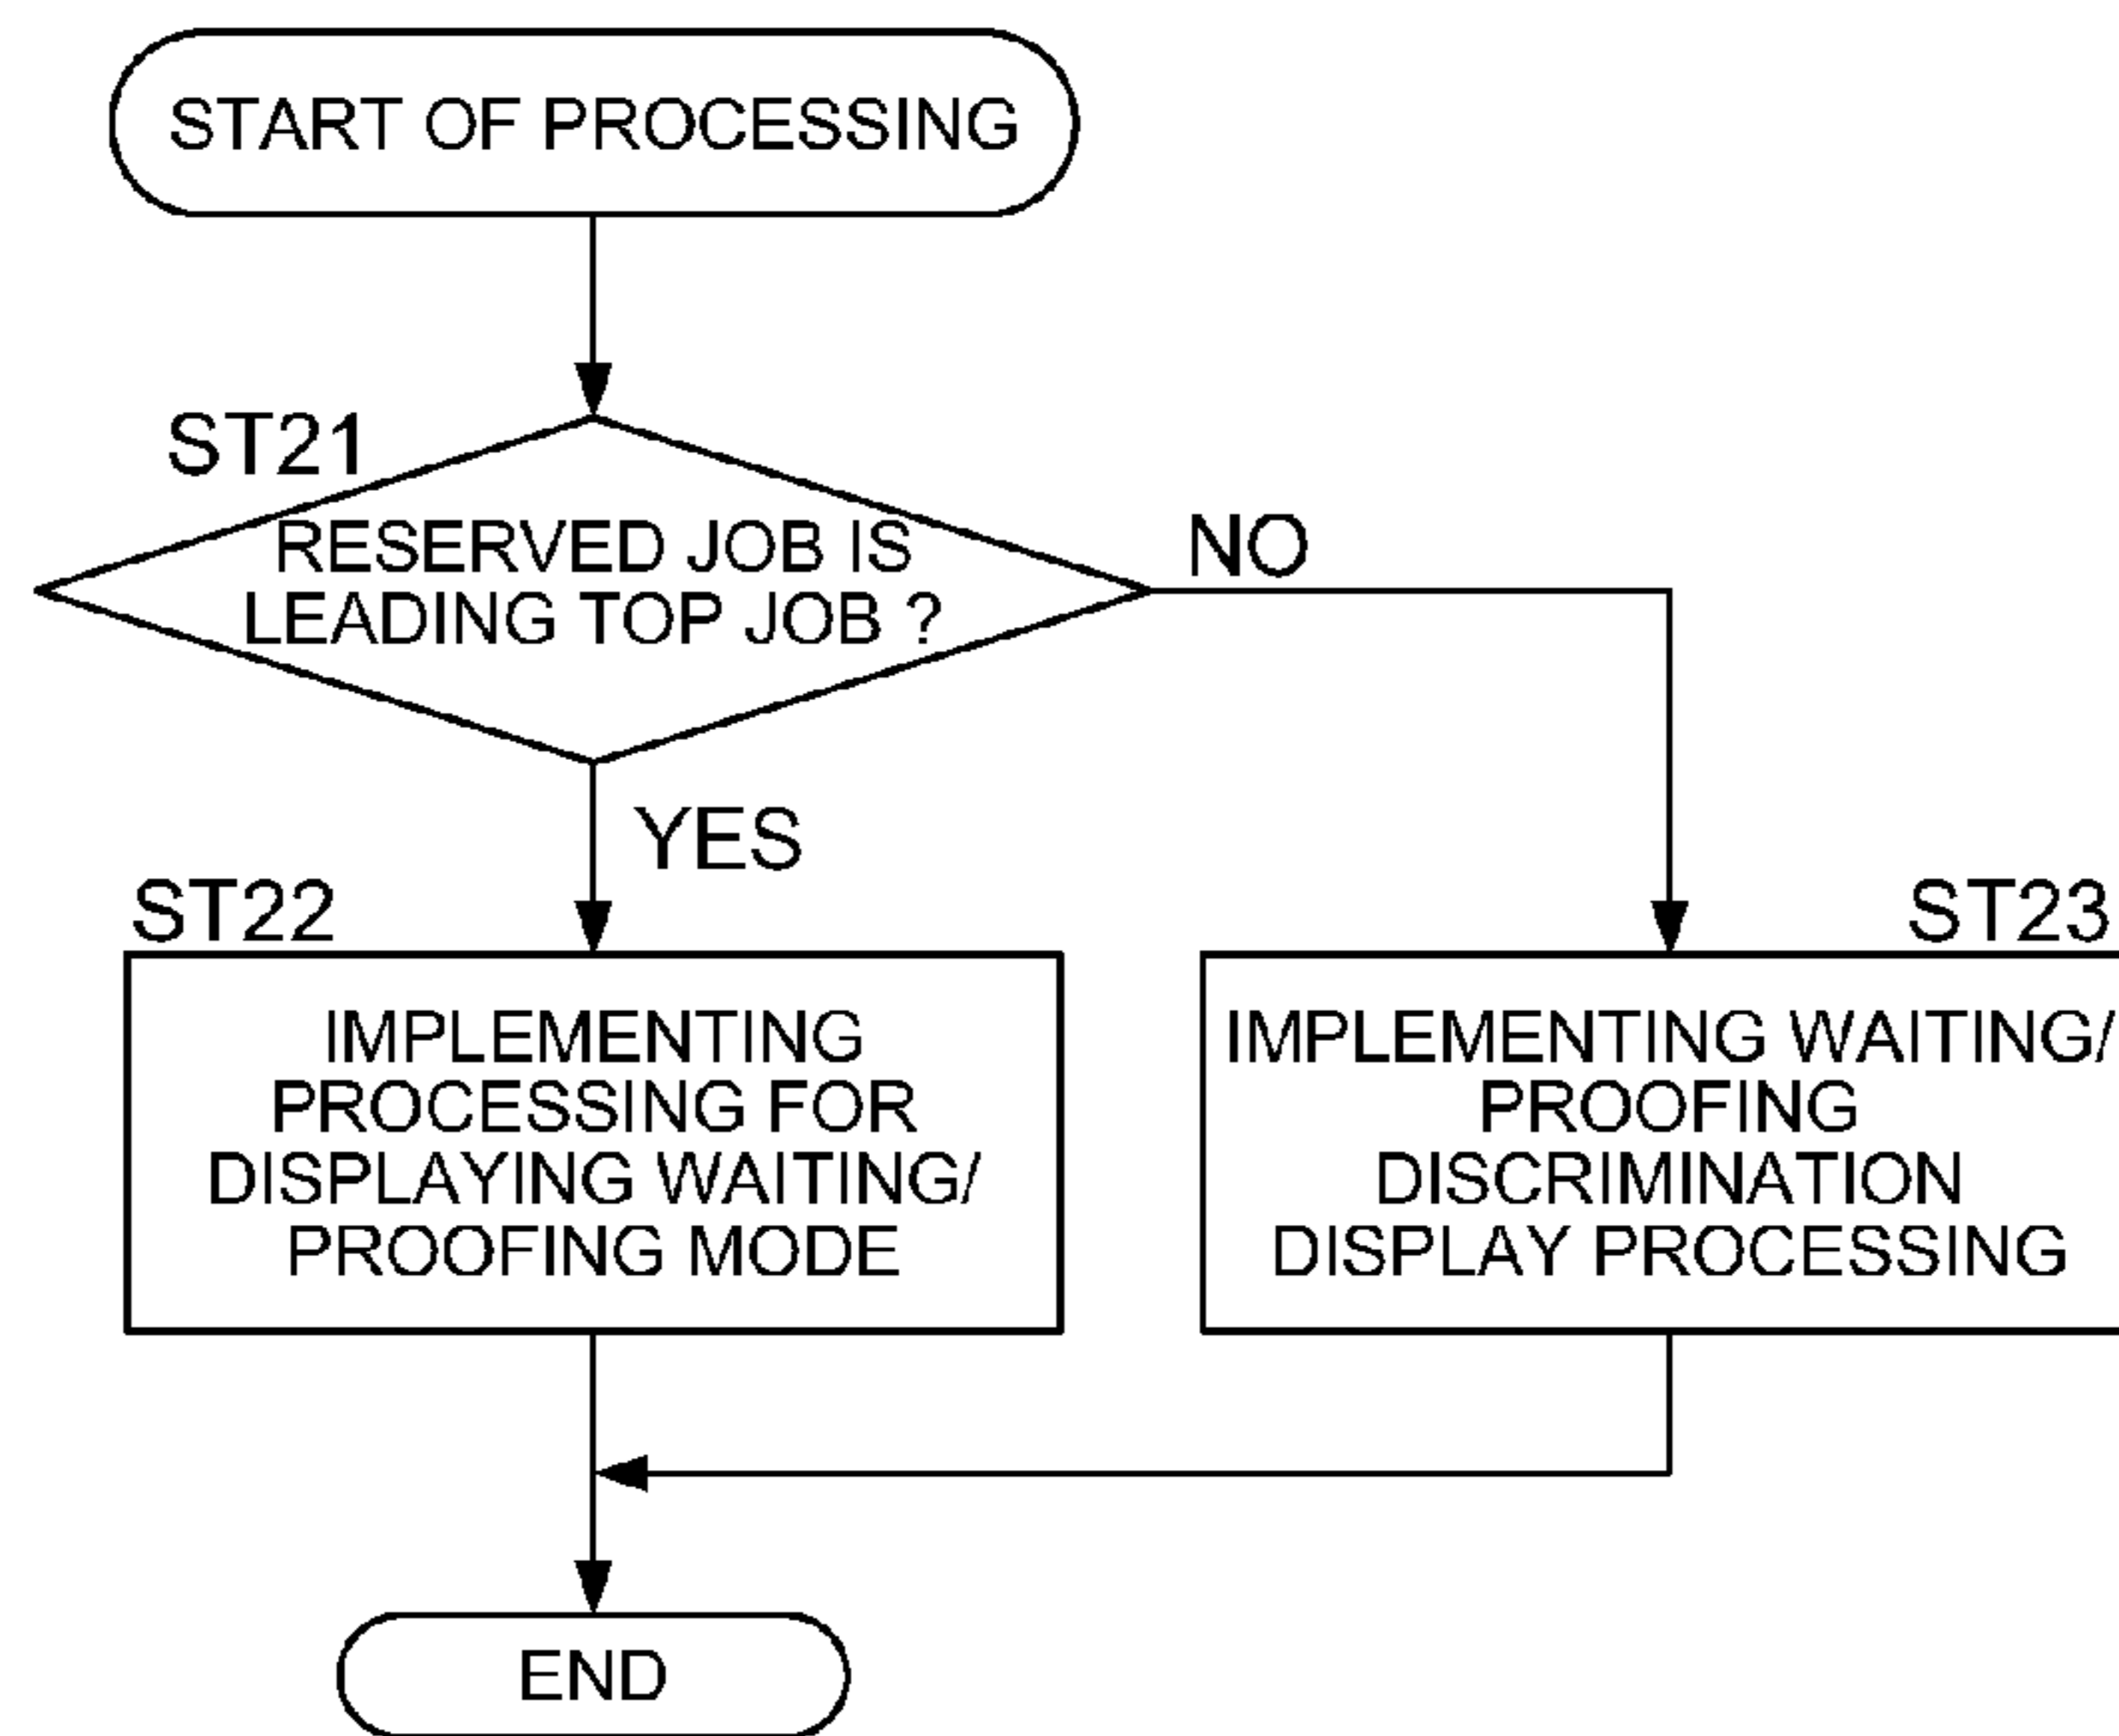 START OF PROCESSING
ST21
RESERVED JOB IS
LEADING TOP JOB ?
NO
YES
ST22
IMPLEMENTING
PROCESSING FOR
DISPLAYING WAITING/
PROOFING MODE
ST23
IMPLEMENTING WAITING/
PROOFING
DISCRIMINATION
DISPLAY PROCESSING
END